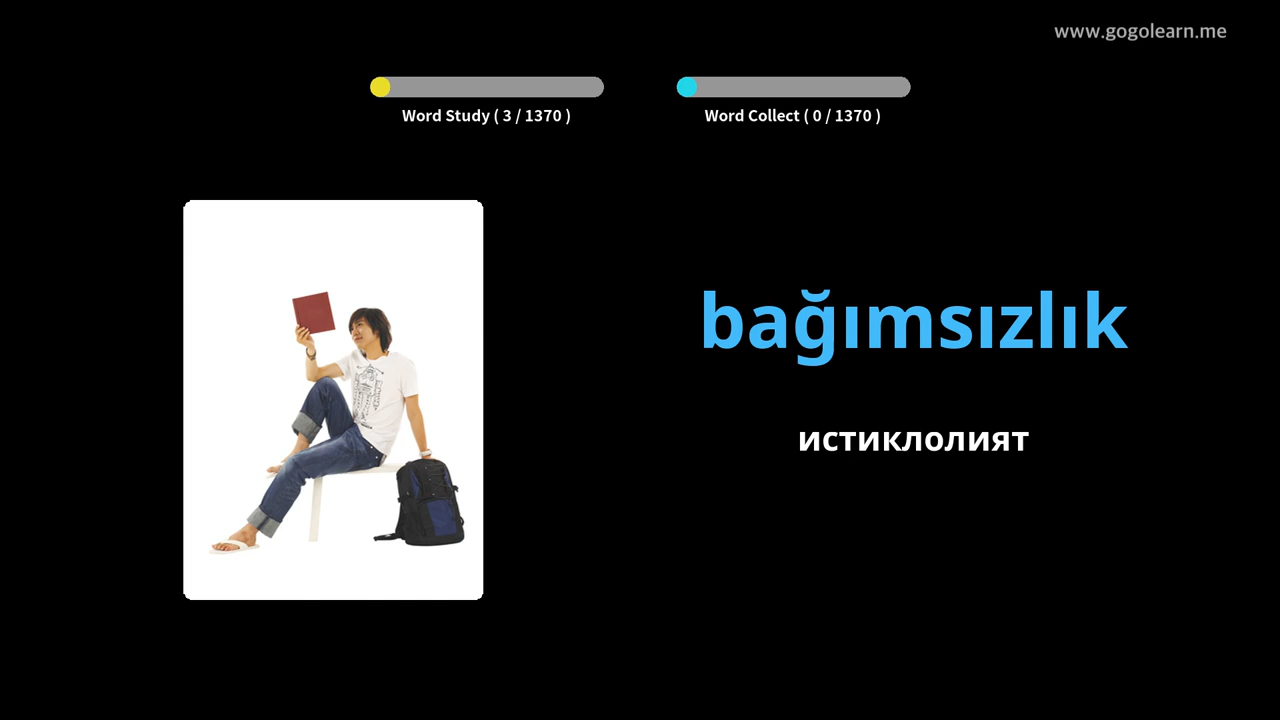 www.gogolearn.me
Word Study ( 3 / 1370 )
Word Collect ( 0 / 1370 )
bağımsızlık
истиклолият